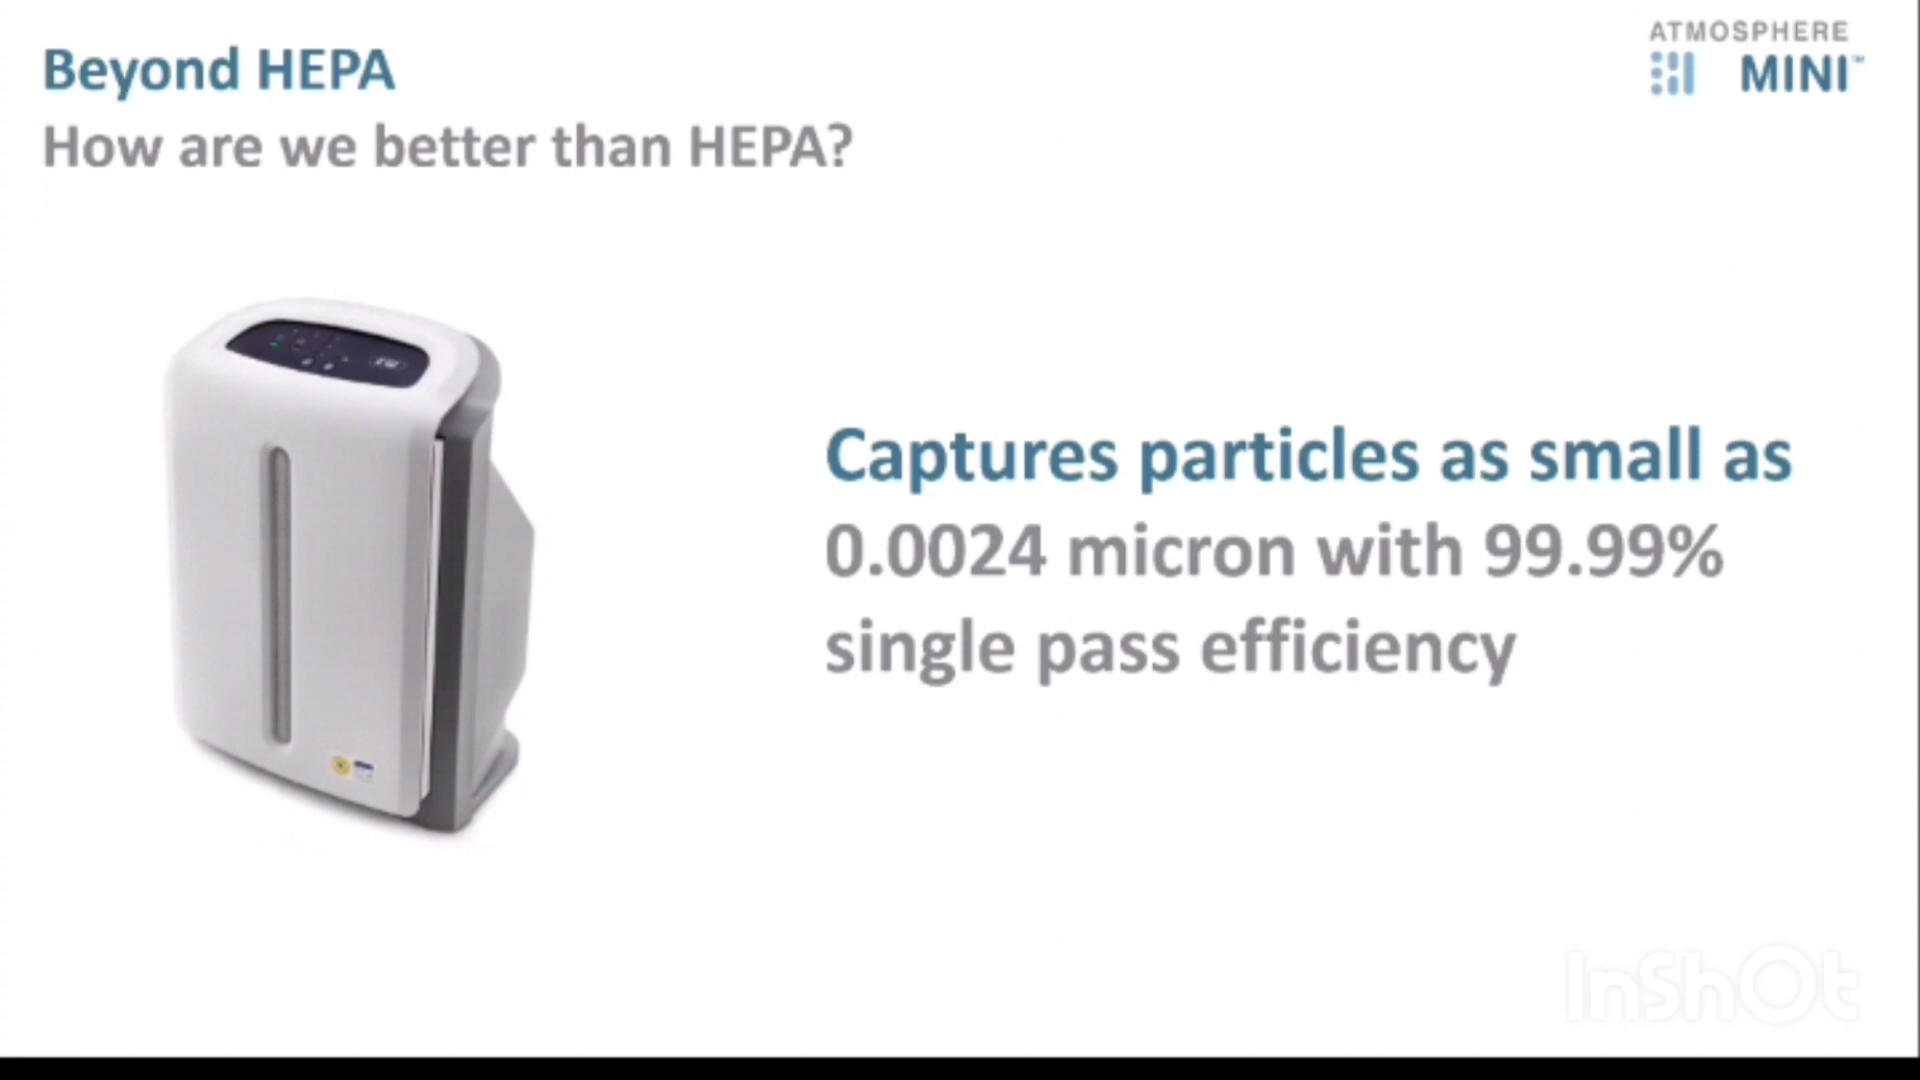 Beyond HEPA
How are we better than HEPA?
ATMOSPHERE
MINI™
Captures particles as small as
0.0024 micron with 99.99%
single pass efficiency
InShOt